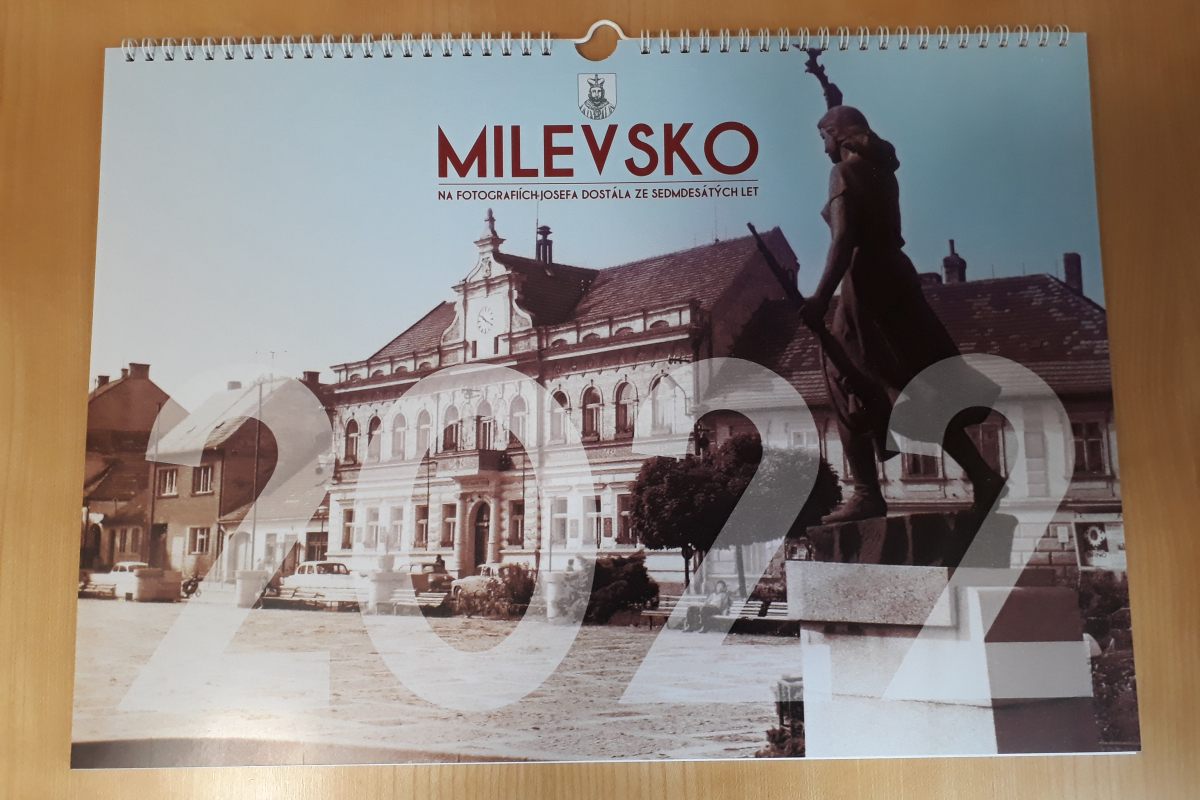 MILEVSKO
NA FOTOGRAFIÍCH JOSEFA DOSTÁLA ZE SEDMDESÁTÝCH LET
2022